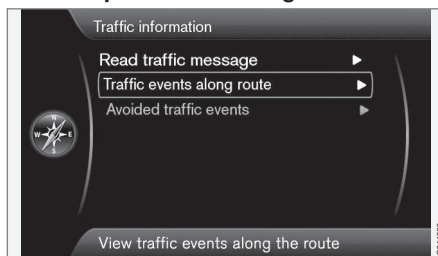 Traffic information
Read traffic message
Traffic events along route
Avoided traffic events
N
W
E
S
View traffic events along the route